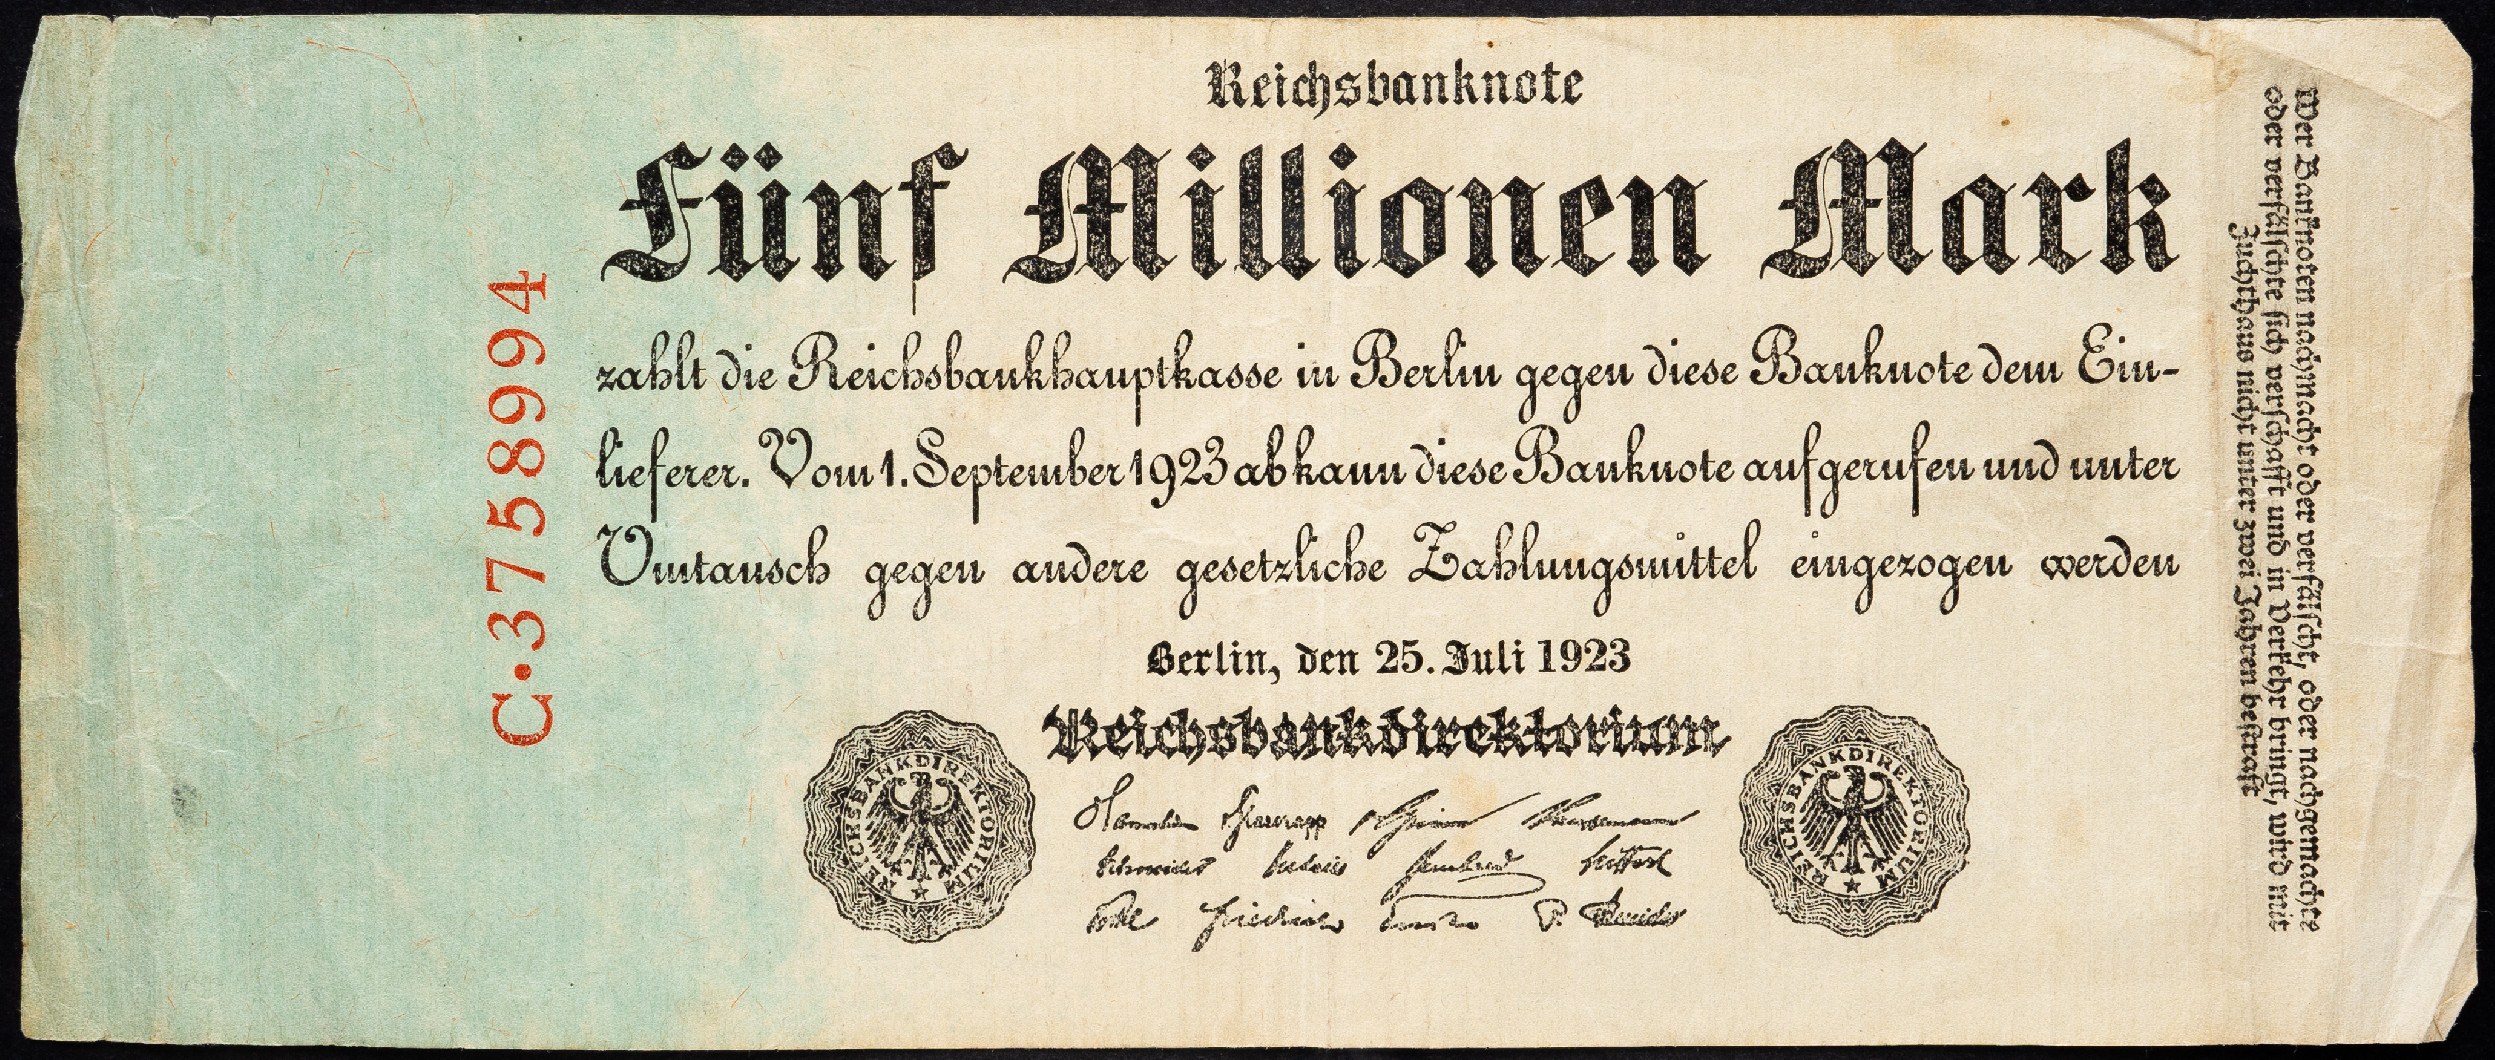 Reichsbanknote
Fünf Millionen Mark
zahlt die Reichsbankhauptkasse in Berlin gegen diese Banknote dem Ein-
lieferer. Vom 1. September 1923 ab kann diese Banknote aufgerufen und unter
Umtausch gegen andere gesetzliche Zahlungsmittel eingezogen werden
Berlin, den 25. Juli 1923
Reichsbankdirektorium
REICHSBANKDIREKTORIUM
REICHSBANKDIREKTORIUM
C·3758994
Wer Banknoten nachmacht oder verfälscht, oder nachgemachte
oder verfälschte sich verschafft und in Verkehr bringt, wird mit
Zuchthaus nicht unter zwei Jahren bestraft